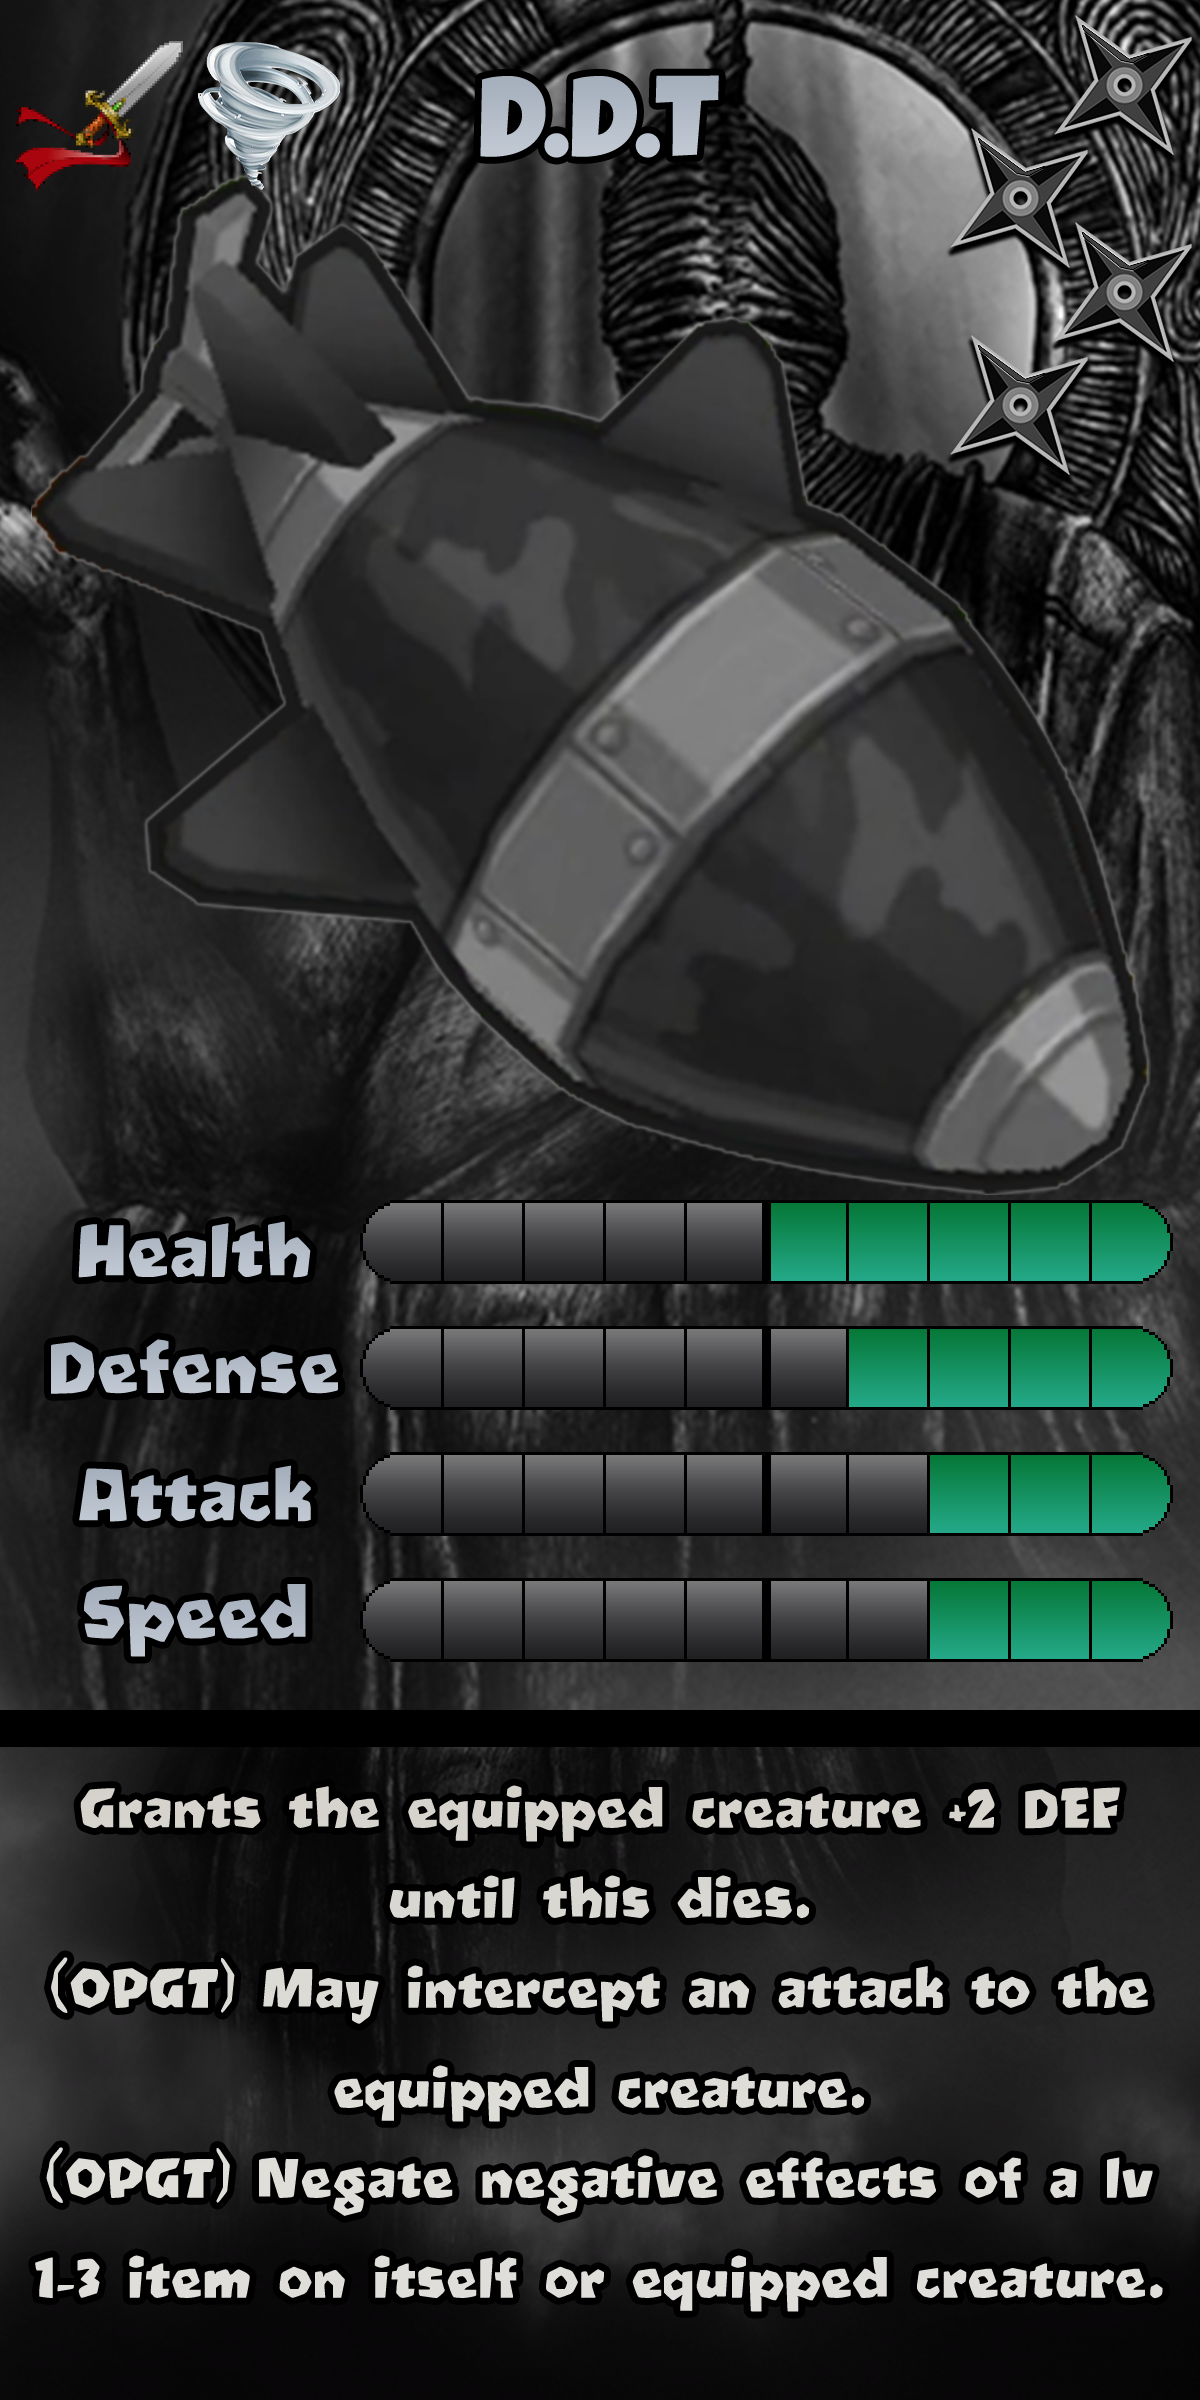 D.D.T
Health
Defense
Attack
Speed
Grants the equipped creature +2 DEF
until this dies.
(OPGT) May intercept an attack to the
equipped creature.
(OPGT) Negate negative effects of a lv
1-3 item on itself or equipped creature.